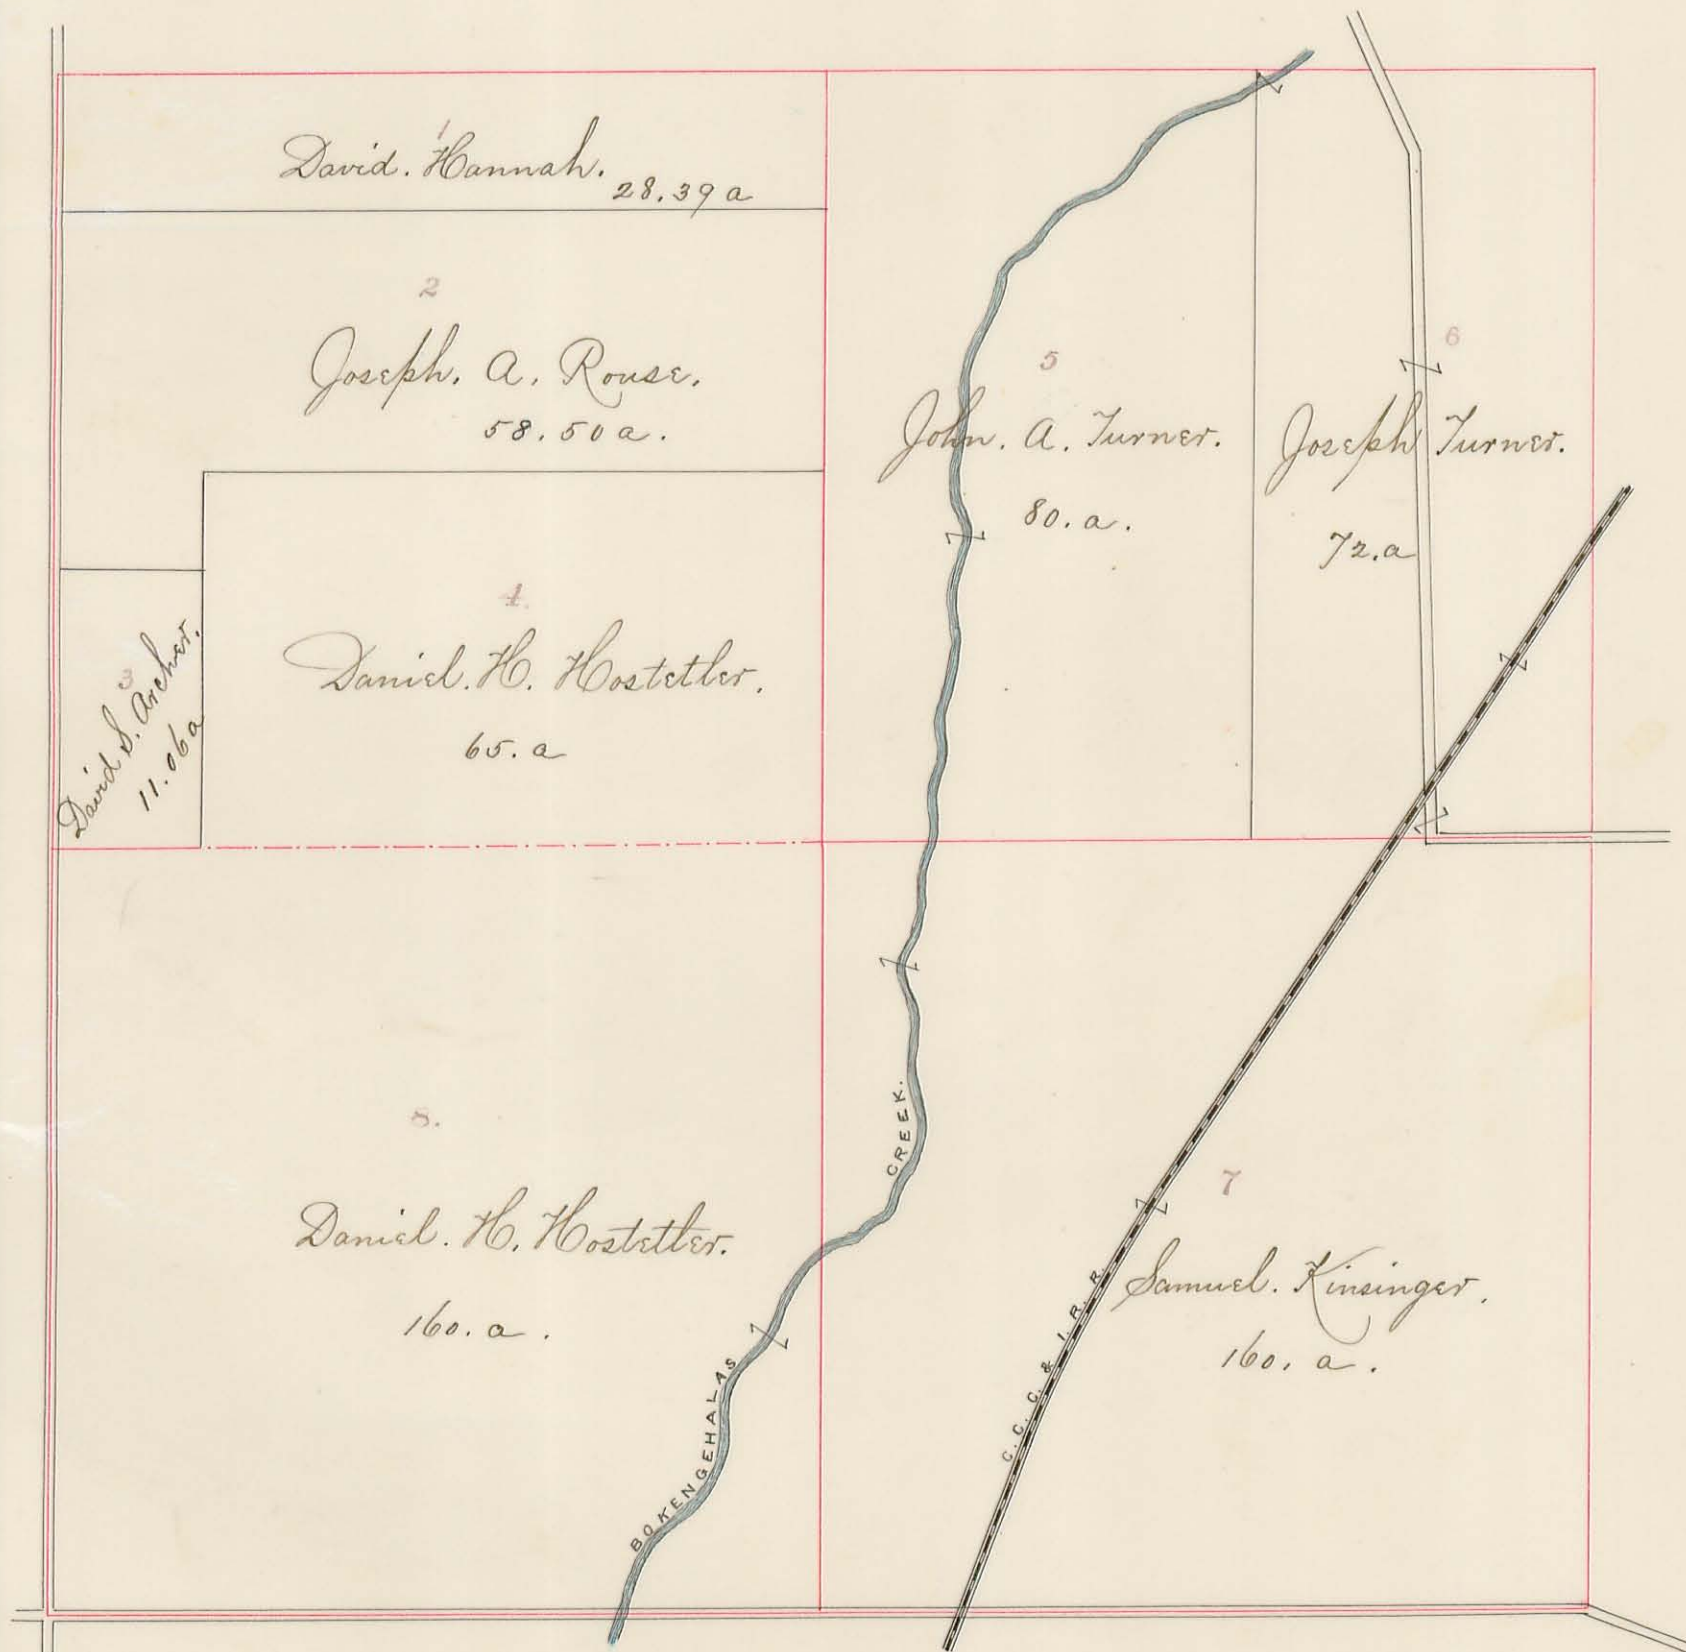 1
David. Hannah.
28.39 a
2
Joseph. A. Rouse.
58.50 a.
3
David S. Archer.
11.06 a
4.
Daniel. H. Hostetler.
65. a
5
John. A. Turner.
80. a.
6
Joseph Turner.
72. a
8.
Daniel. H. Hostetler.
160. a.
7
Samuel. Kinsinger.
160. a.
BOKENGEHALAS
CREEK.
C. C. C. & I. R. R.